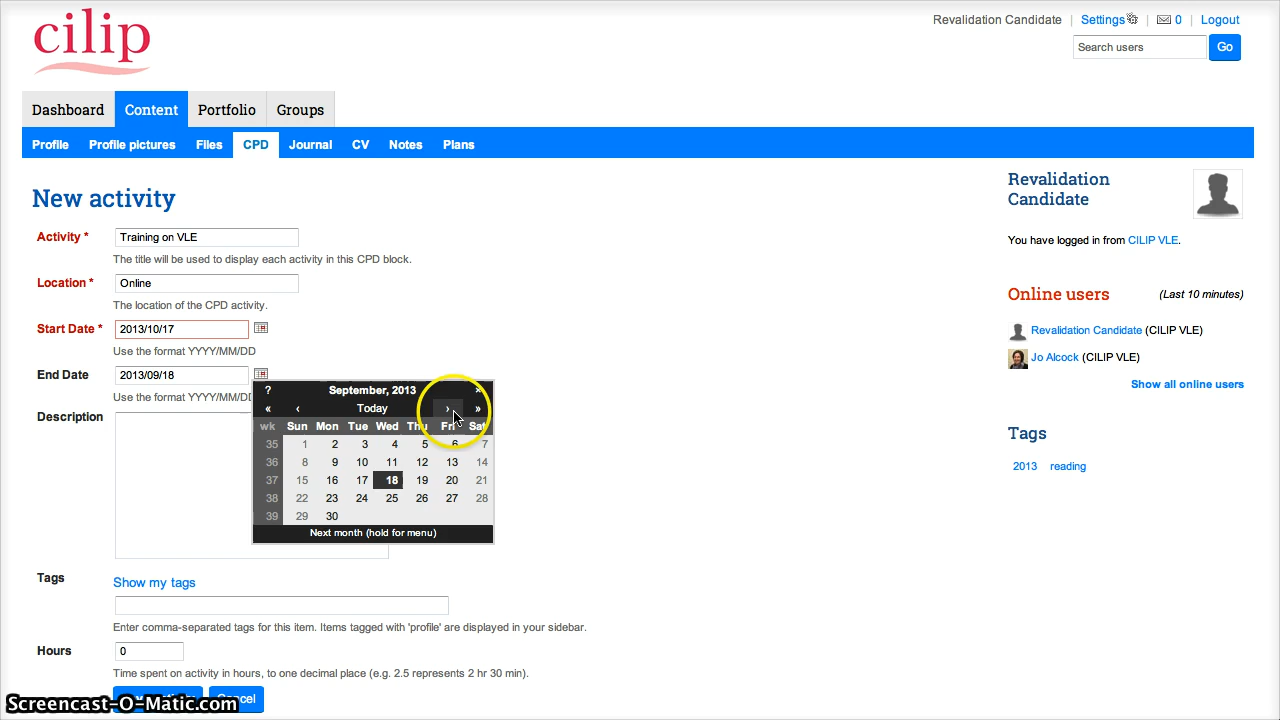 cilip
Revalidation Candidate | Settings | 0 | Logout
Search users Go
Dashboard Content Portfolio Groups
Profile Profile pictures Files CPD Journal CV Notes Plans
New activity
Activity * Training on VLE
The title will be used to display each activity in this CPD block.
Location * Online
The location of the CPD activity.
Start Date * 2013/10/17
Use the format YYYY/MM/DD
End Date 2013/09/18
Use the format YYYY/MM/DD
Description
? September, 2013 ×
« ‹ Today › »
wk Sun Mon Tue Wed Thu Fri Sat
35 1 2 3 4 5 6 7
36 8 9 10 11 12 13 14
37 15 16 17 18 19 20 21
38 22 23 24 25 26 27 28
39 29 30
Next month (hold for menu)
Tags Show my tags
Enter comma-separated tags for this item. Items tagged with 'profile' are displayed in your sidebar.
Hours 0
Time spent on activity in hours, to one decimal place (e.g. 2.5 represents 2 hr 30 min).
Cancel
Screencast-O-Matic.com
Revalidation
Candidate
You have logged in from CILIP VLE.
Online users (Last 10 minutes)
Revalidation Candidate (CILIP VLE)
Jo Alcock (CILIP VLE)
Show all online users
Tags
2013 reading